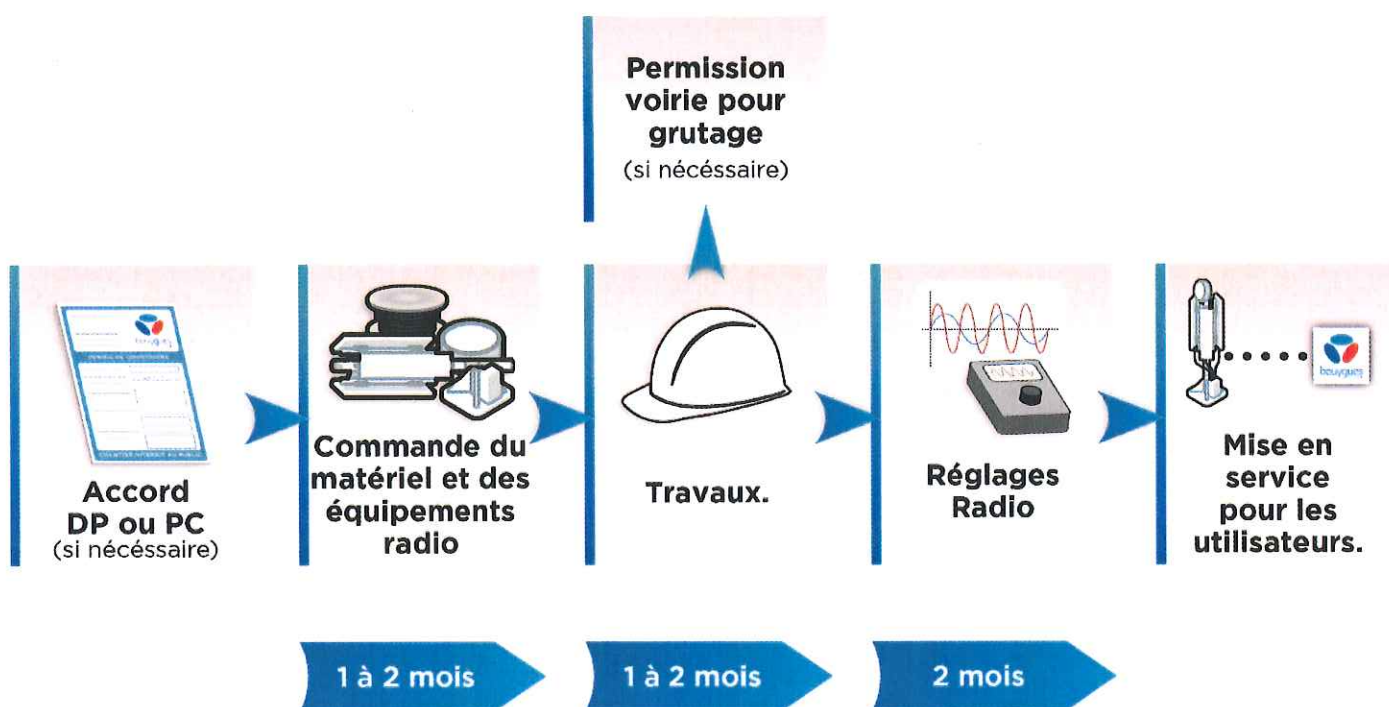 Permission
voirie pour
grutage
(si nécéssaire)
Accord
DP ou PC
(si nécéssaire)
Commande du
matériel et des
équipements
radio
Travaux.
Réglages
Radio
bouygues
Mise en
service
pour les
utilisateurs.
1 à 2 mois
1 à 2 mois
2 mois